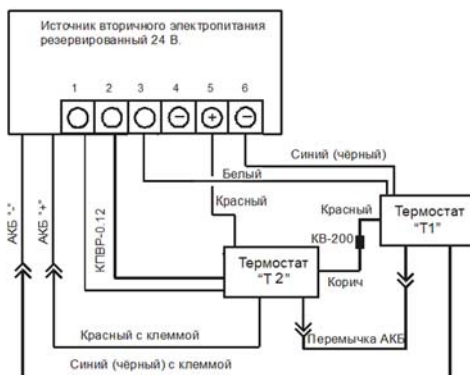 Источник вторичного электропитания
резервированный 24 В.
1 2 3 4 5 6
− + −
Синий (чёрный)
Белый
Красный
Красный
КВ-200
Термостат
"Т1"
Термостат
"Т 2"
Корич
КПВР-0.12
АКБ "-"
АКБ "+"
Перемычка АКБ
Красный с клеммой
Синий (чёрный) с клеммой